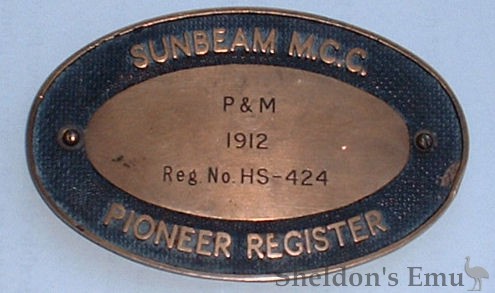 SUNBEAM M.C.C.
P & M
1912
Reg. No. HS-424
PIONEER REGISTER
Sheldon's Emu